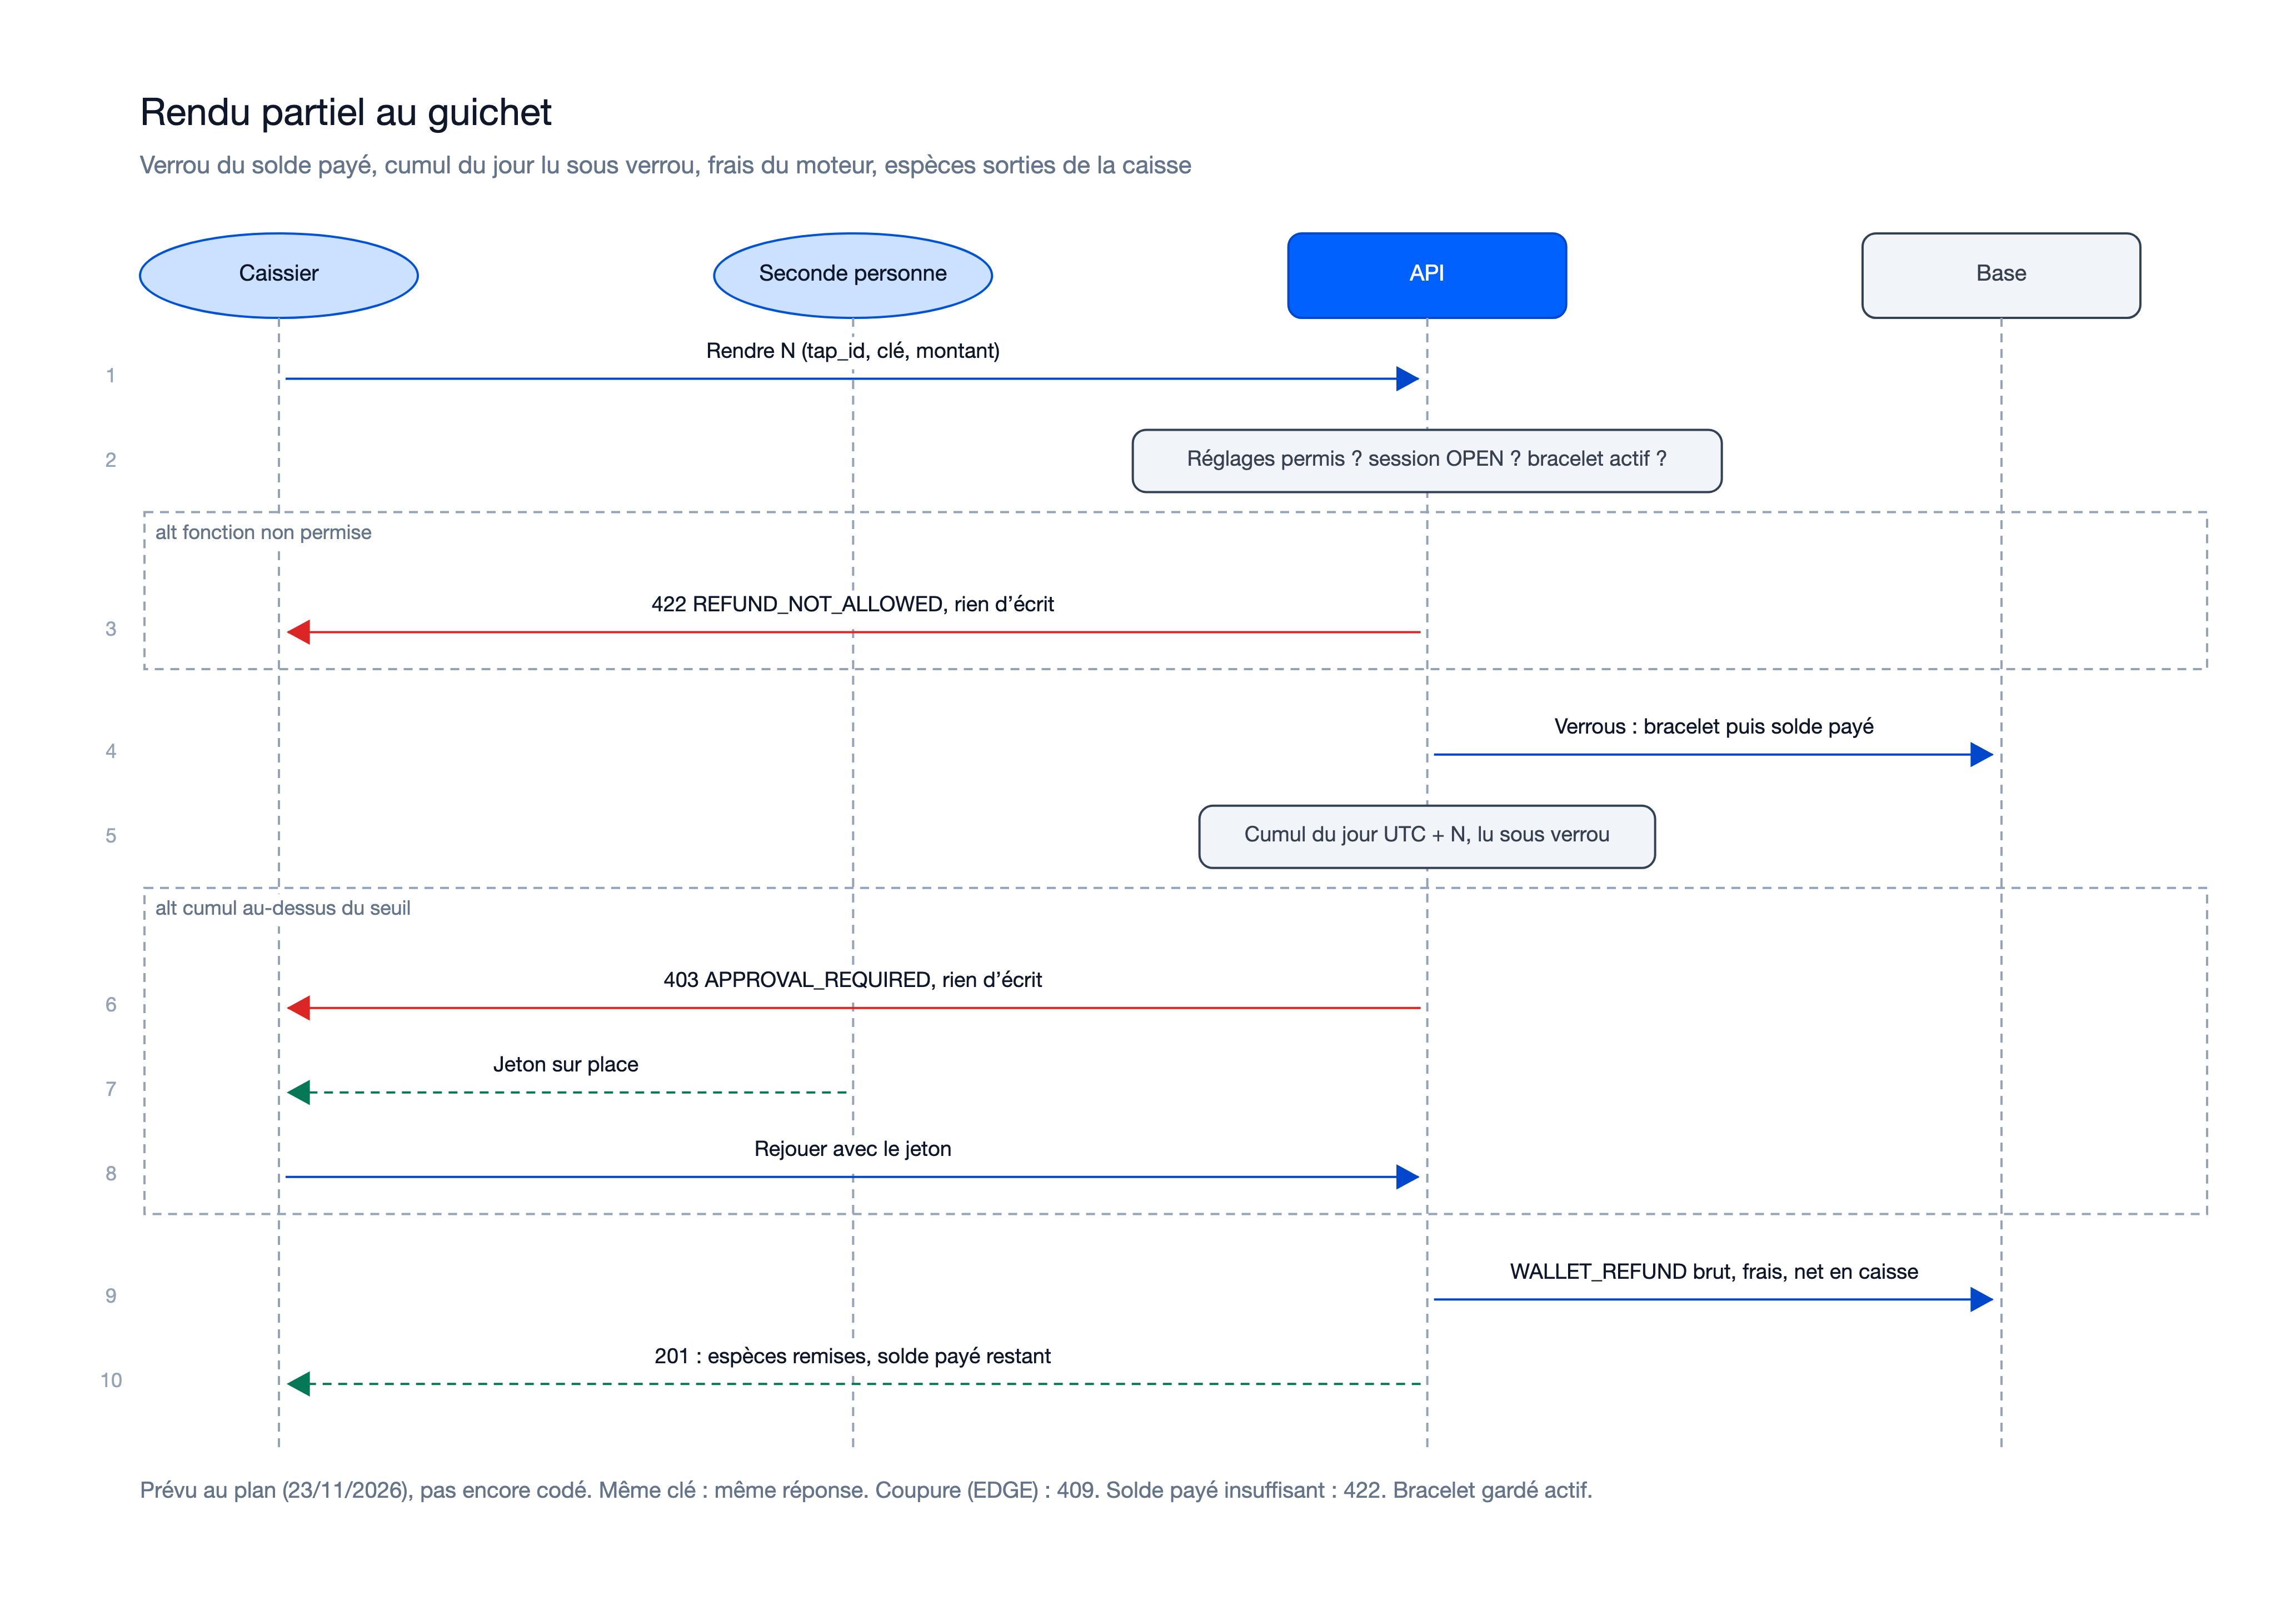 Rendu partiel au guichet
Verrou du solde payé, cumul du jour lu sous verrou, frais du moteur, espèces sorties de la caisse
Caissier
Seconde personne
API
Base
Rendre N (tap_id, clé, montant)
1
Réglages permis ? session OPEN ? bracelet actif ?
2
alt fonction non permise
422 REFUND_NOT_ALLOWED, rien d’écrit
3
Verrous : bracelet puis solde payé
4
Cumul du jour UTC + N, lu sous verrou
5
alt cumul au-dessus du seuil
403 APPROVAL_REQUIRED, rien d’écrit
6
Jeton sur place
7
Rejouer avec le jeton
8
WALLET_REFUND brut, frais, net en caisse
9
201 : espèces remises, solde payé restant
10
Prévu au plan (23/11/2026), pas encore codé. Même clé : même réponse. Coupure (EDGE) : 409. Solde payé insuffisant : 422. Bracelet gardé actif.